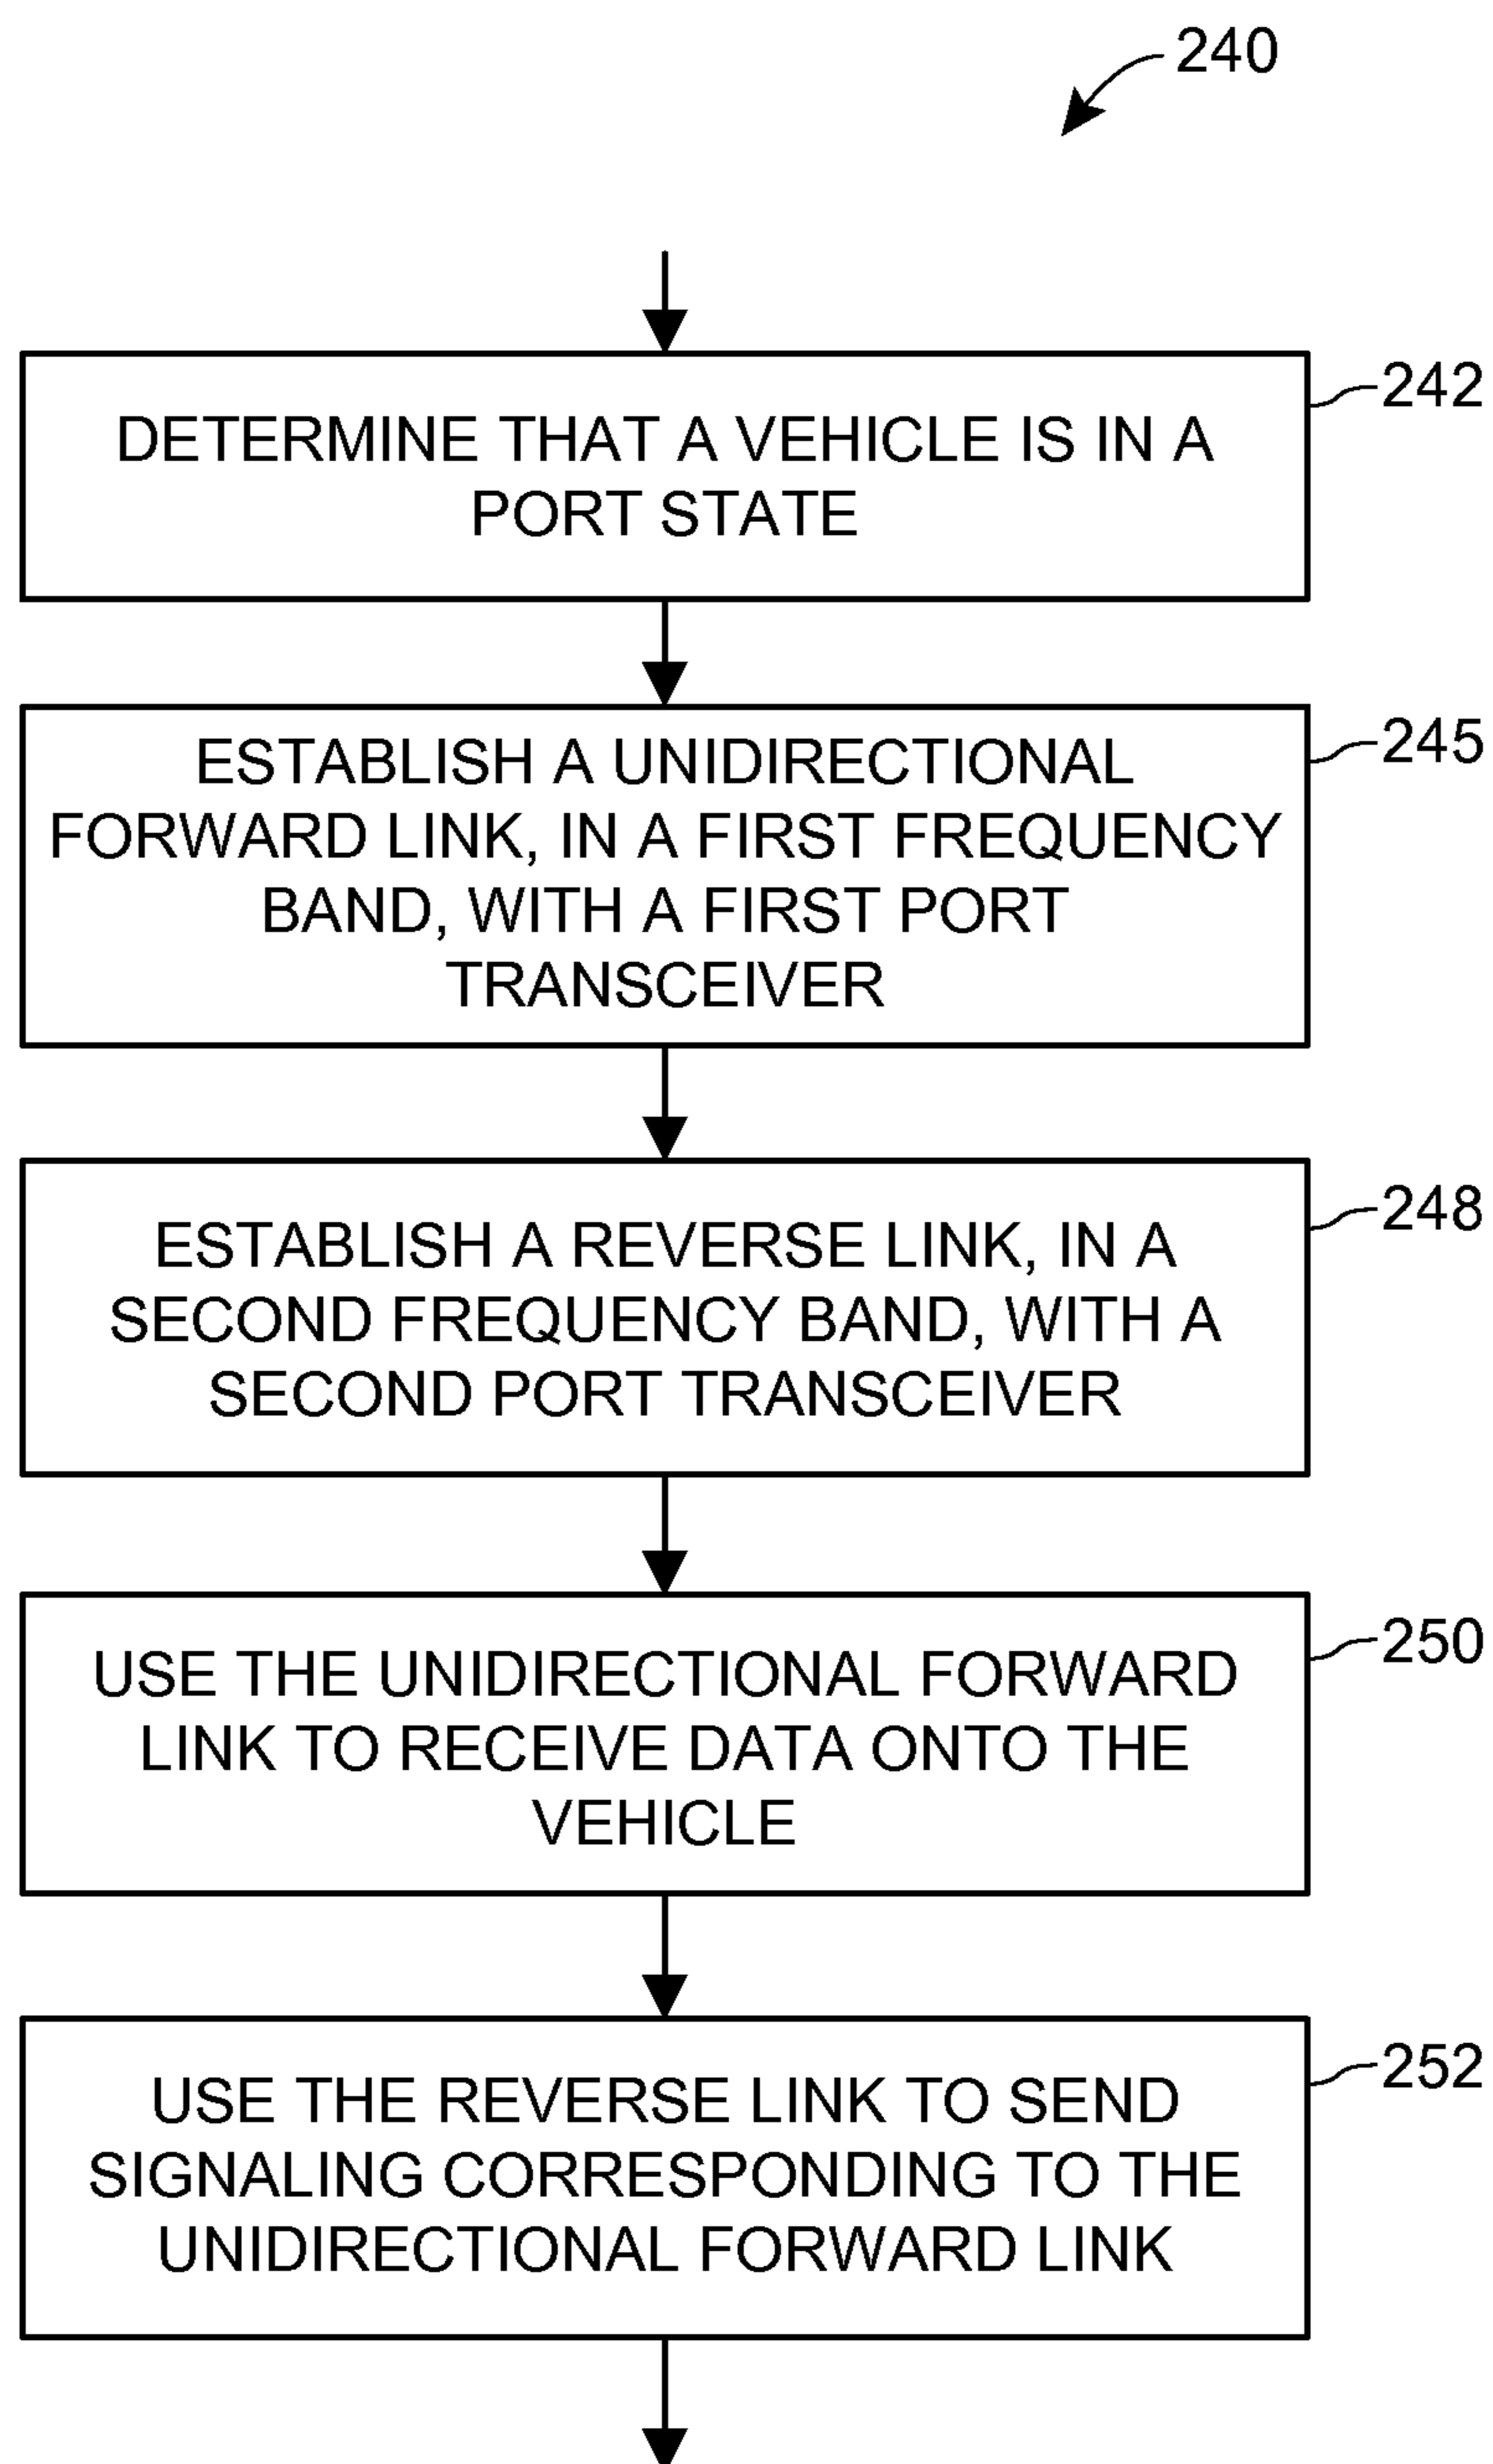 240
DETERMINE THAT A VEHICLE IS IN A
PORT STATE
242
ESTABLISH A UNIDIRECTIONAL
FORWARD LINK, IN A FIRST FREQUENCY
BAND, WITH A FIRST PORT
TRANSCEIVER
245
ESTABLISH A REVERSE LINK, IN A
SECOND FREQUENCY BAND, WITH A
SECOND PORT TRANSCEIVER
248
USE THE UNIDIRECTIONAL FORWARD
LINK TO RECEIVE DATA ONTO THE
VEHICLE
250
USE THE REVERSE LINK TO SEND
SIGNALING CORRESPONDING TO THE
UNIDIRECTIONAL FORWARD LINK
252